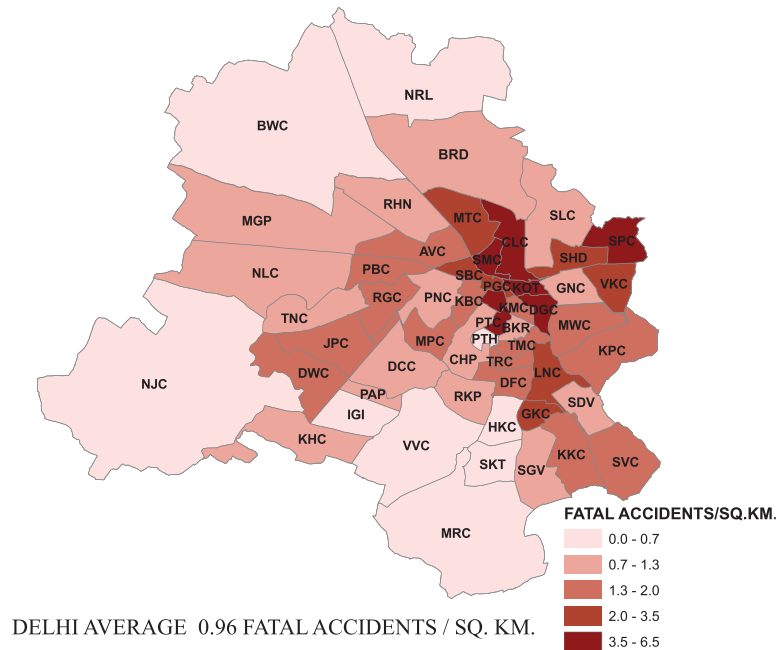 NRL
BWC
BRD
RHN
MTC
SLC
MGP
CLC
SPC
AVC
SMC
SHD
NLC
PBC
SBC
PGC
KOT
GNC
VKC
RGC
PNC
KBC
KMC
DGC
TNC
PTC
BKR
MWC
JPC
MPC
PTH
TMC
KPC
CHP
TRC
DCC
DWC
LNC
NJC
DFC
PAP
RKP
SDV
IGI
GKC
HKC
KHC
VVC
KKC
SKT
SGV
SVC
MRC
FATAL ACCIDENTS/SQ.KM.
0.0 - 0.7
0.7 - 1.3
1.3 - 2.0
2.0 - 3.5
3.5 - 6.5
DELHI AVERAGE 0.96 FATAL ACCIDENTS / SQ. KM.